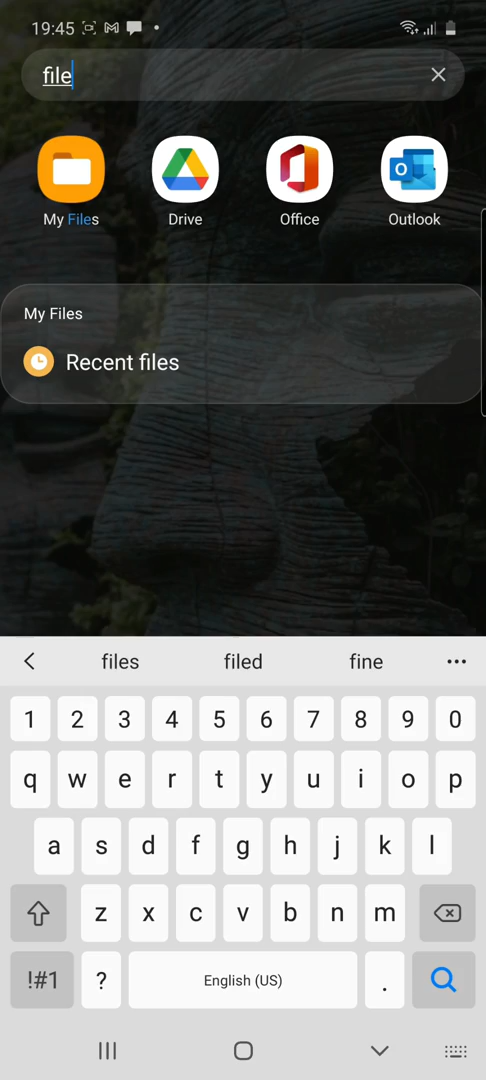 19:45
file
My Files
Drive
Office
Outlook
My Files
Recent files
files
filed
fine
1 2 3 4 5 6 7 8 9 0
q w e r t y u i o p
a s d f g h j k l
z x c v b n m
!#1 ? English (US) .